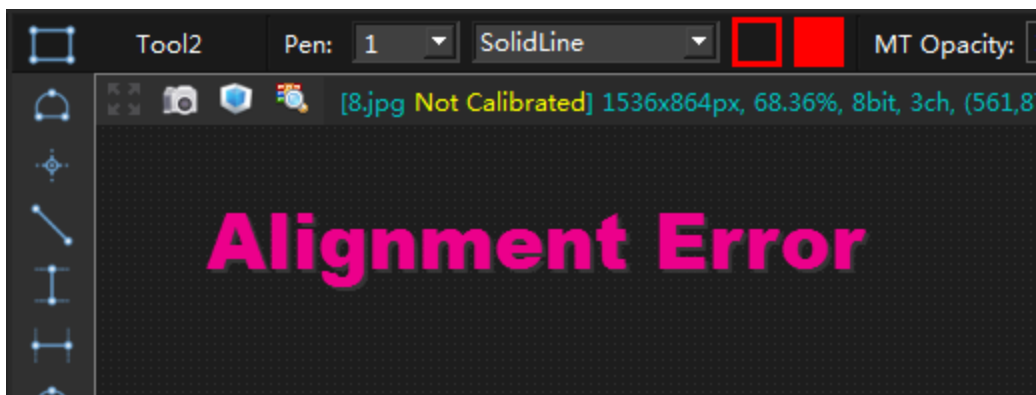 Tool2 Pen: 1 SolidLine MT Opacity:
[8.jpg Not Calibrated] 1536x864px, 68.36%, 8bit, 3ch, (561,8
Alignment Error